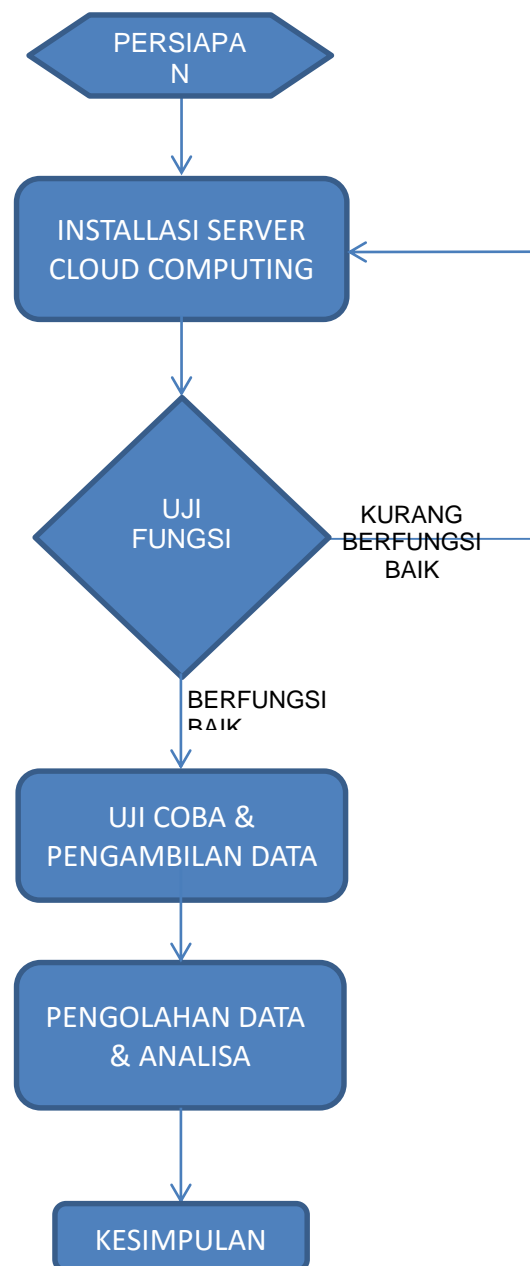 PERSIAPA
N
INSTALLASI SERVER
CLOUD COMPUTING
UJI
FUNGSI
KURANG
BERFUNGSI
BAIK
BERFUNGSI
BAIK
UJI COBA &
PENGAMBILAN DATA
PENGOLAHAN DATA
& ANALISA
KESIMPULAN